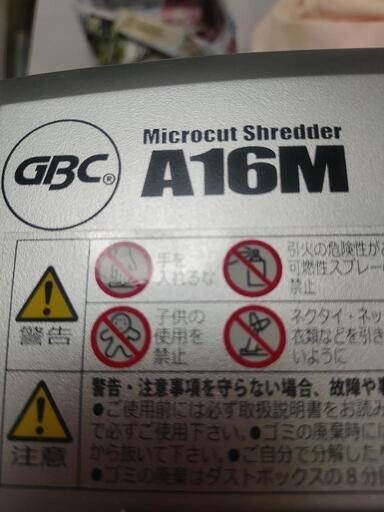 GBC®
Microcut Shredder
A16M
警告
手を
入れるな
引火の危険性が
可燃性スプレー
禁止
子供の
使用を
禁止
ネクタイ・ネッ
衣類などを引き
いように
注意
警告・注意事項を守らない場合、故障や
●ご使用前には必ず取扱説明書をお読み
で必ずご使用下さい。●ゴミの廃棄時には
から抜いて下さい。●ご自分で分解した
●ゴミの廃棄はダストボックスの8分